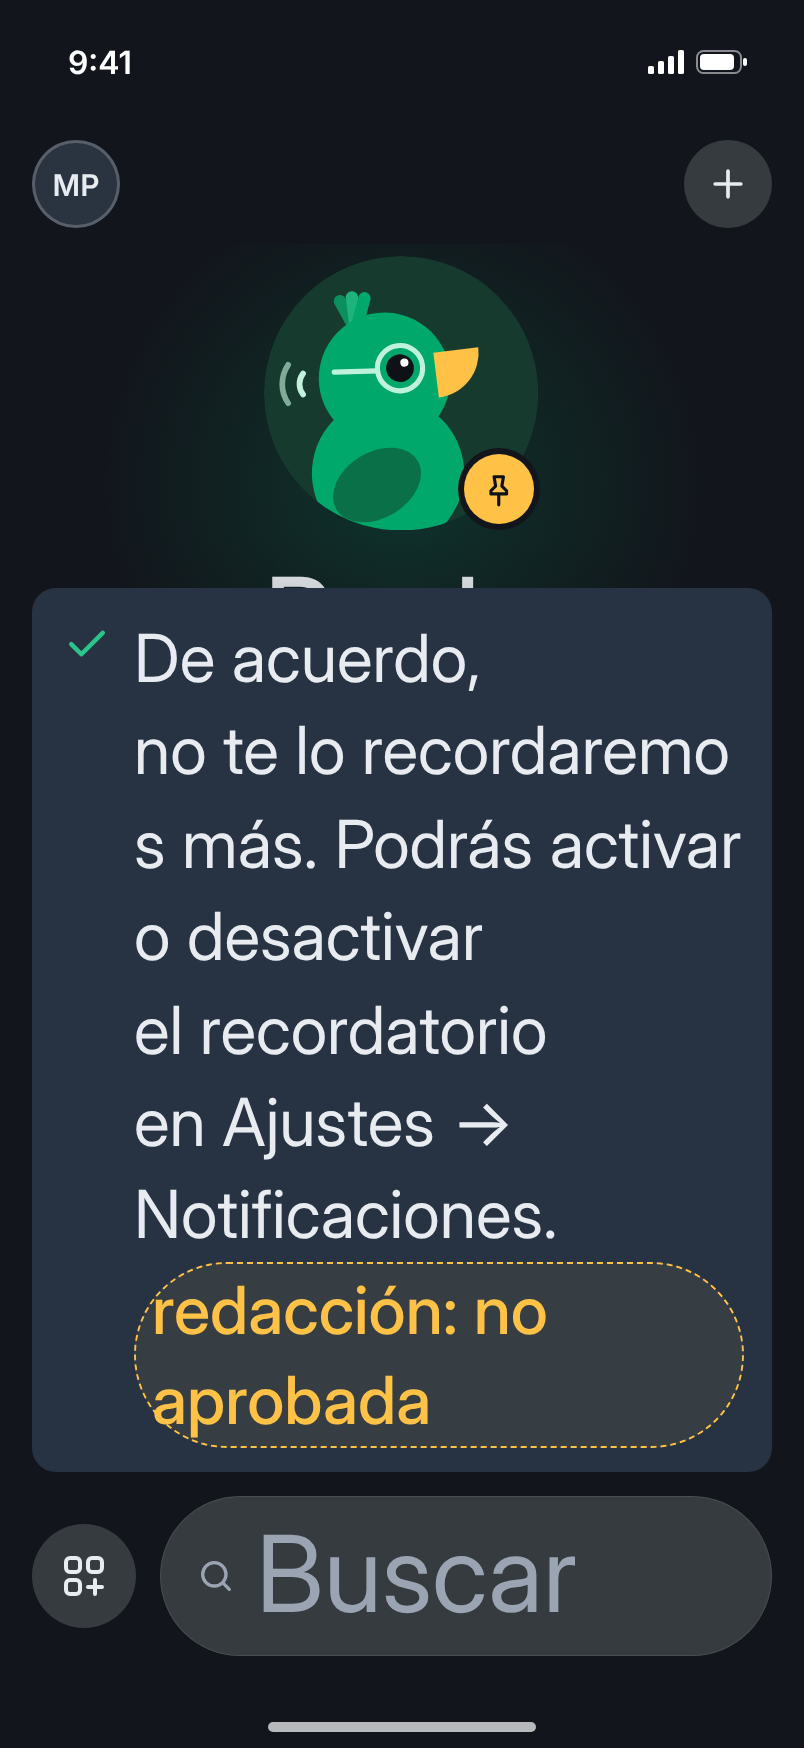 9:41
MP
De acuerdo,
no te lo recordaremo
s más. Podrás activar
o desactivar
el recordatorio
en Ajustes →
Notificaciones.
redacción: no
aprobada
Buscar